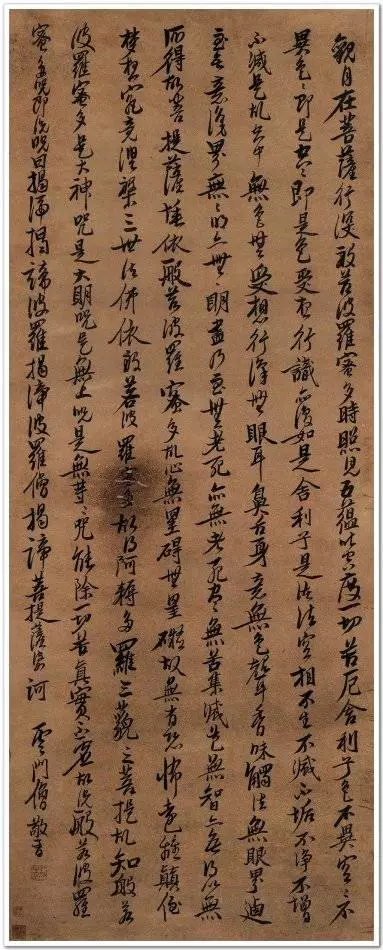 觀自在菩薩行深般若波羅蜜多時照見五蘊皆空度一切苦厄舍利子色不異空〻不
異色〻即是空〻即是色受想行識亦復如是舍利子是諸法空相不生不滅不垢不淨不增
不減是故空中無色無受想行識無眼耳鼻舌身意無色聲香味觸法無眼界迺
至無意識界無〻明亦無〻明盡乃至無老死亦無老死盡無苦集滅道無智亦無得以無
所得故菩提薩埵依般若波羅蜜多故心無罣礙無罣礙故無有恐怖遠離顛倒
夢想究竟涅槃三世諸佛依般若波羅蜜多故得阿耨多羅三藐三菩提故知般若
波羅蜜多是大神咒是大明咒是無上咒是無等〻咒能除一切苦真實不虛故說般若波羅
蜜多咒即說咒曰揭諦揭諦波羅揭諦波羅僧揭諦菩提薩婆訶
雲門僧敬書